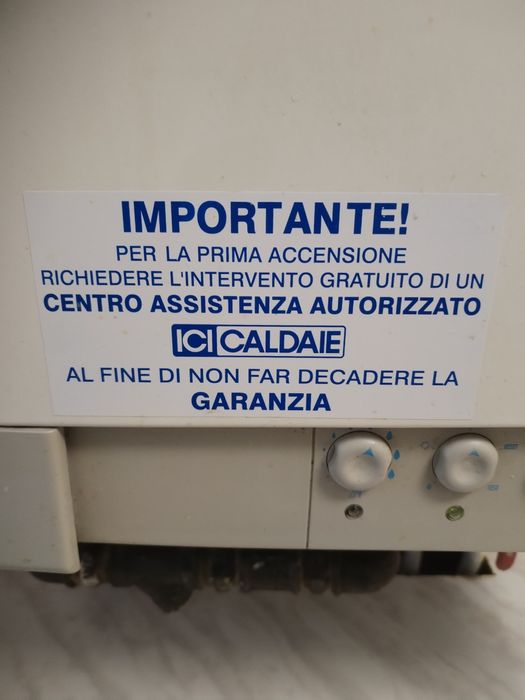 IMPORTANTE!
PER LA PRIMA ACCENSIONE
RICHIEDERE L'INTERVENTO GRATUITO DI UN
CENTRO ASSISTENZA AUTORIZZATO
ICI CALDAIE
AL FINE DI NON FAR DECADERE LA
GARANZIA